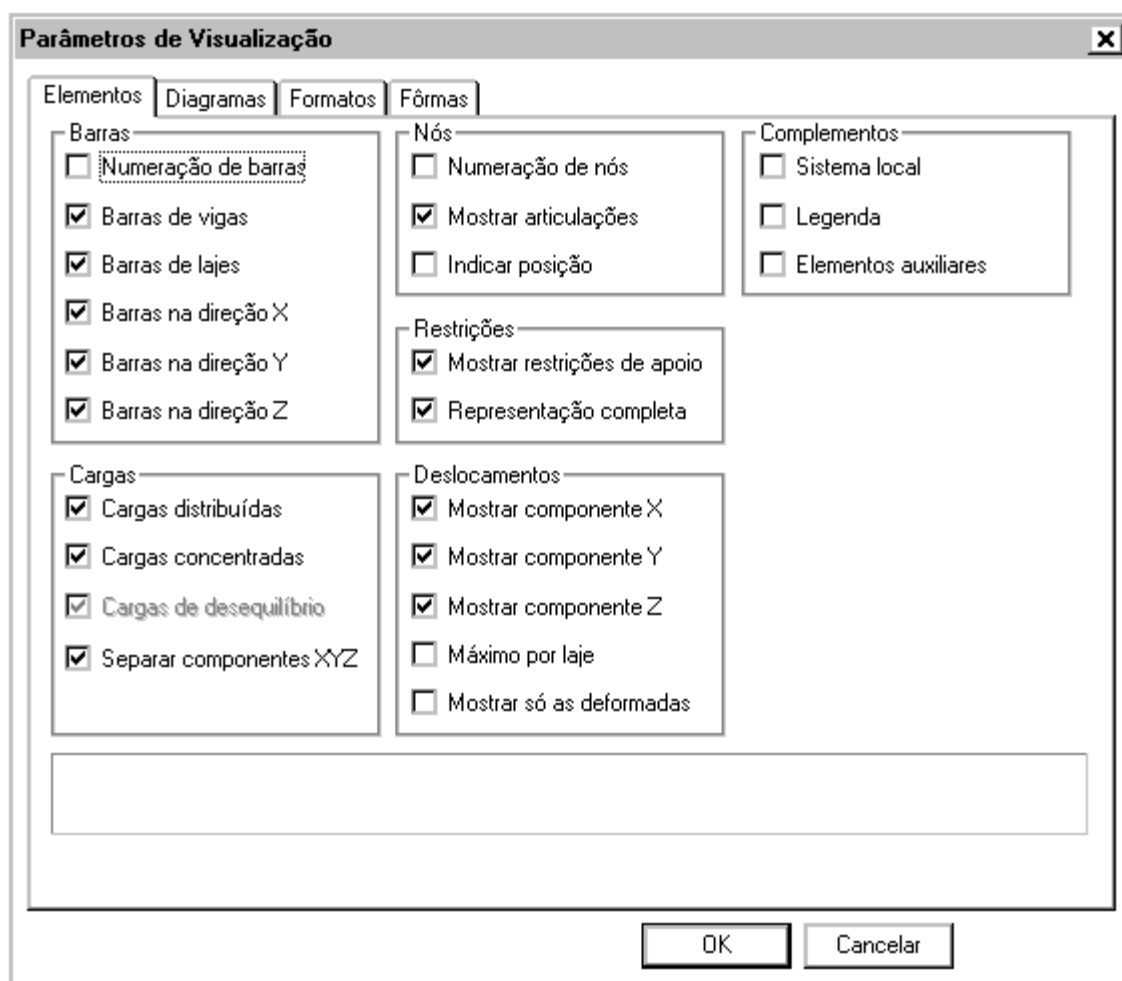 Parâmetros de Visualização
Elementos
Diagramas
Formatos
Fôrmas
Barras
Numeração de barras
Barras de vigas
Barras de lajes
Barras na direção X
Barras na direção Y
Barras na direção Z
Nós
Numeração de nós
Mostrar articulações
Indicar posição
Complementos
Sistema local
Legenda
Elementos auxiliares
Restrições
Mostrar restrições de apoio
Representação completa
Cargas
Cargas distribuídas
Cargas concentradas
Cargas de desequilíbrio
Separar componentes XYZ
Deslocamentos
Mostrar componente X
Mostrar componente Y
Mostrar componente Z
Máximo por laje
Mostrar só as deformadas
OK
Cancelar